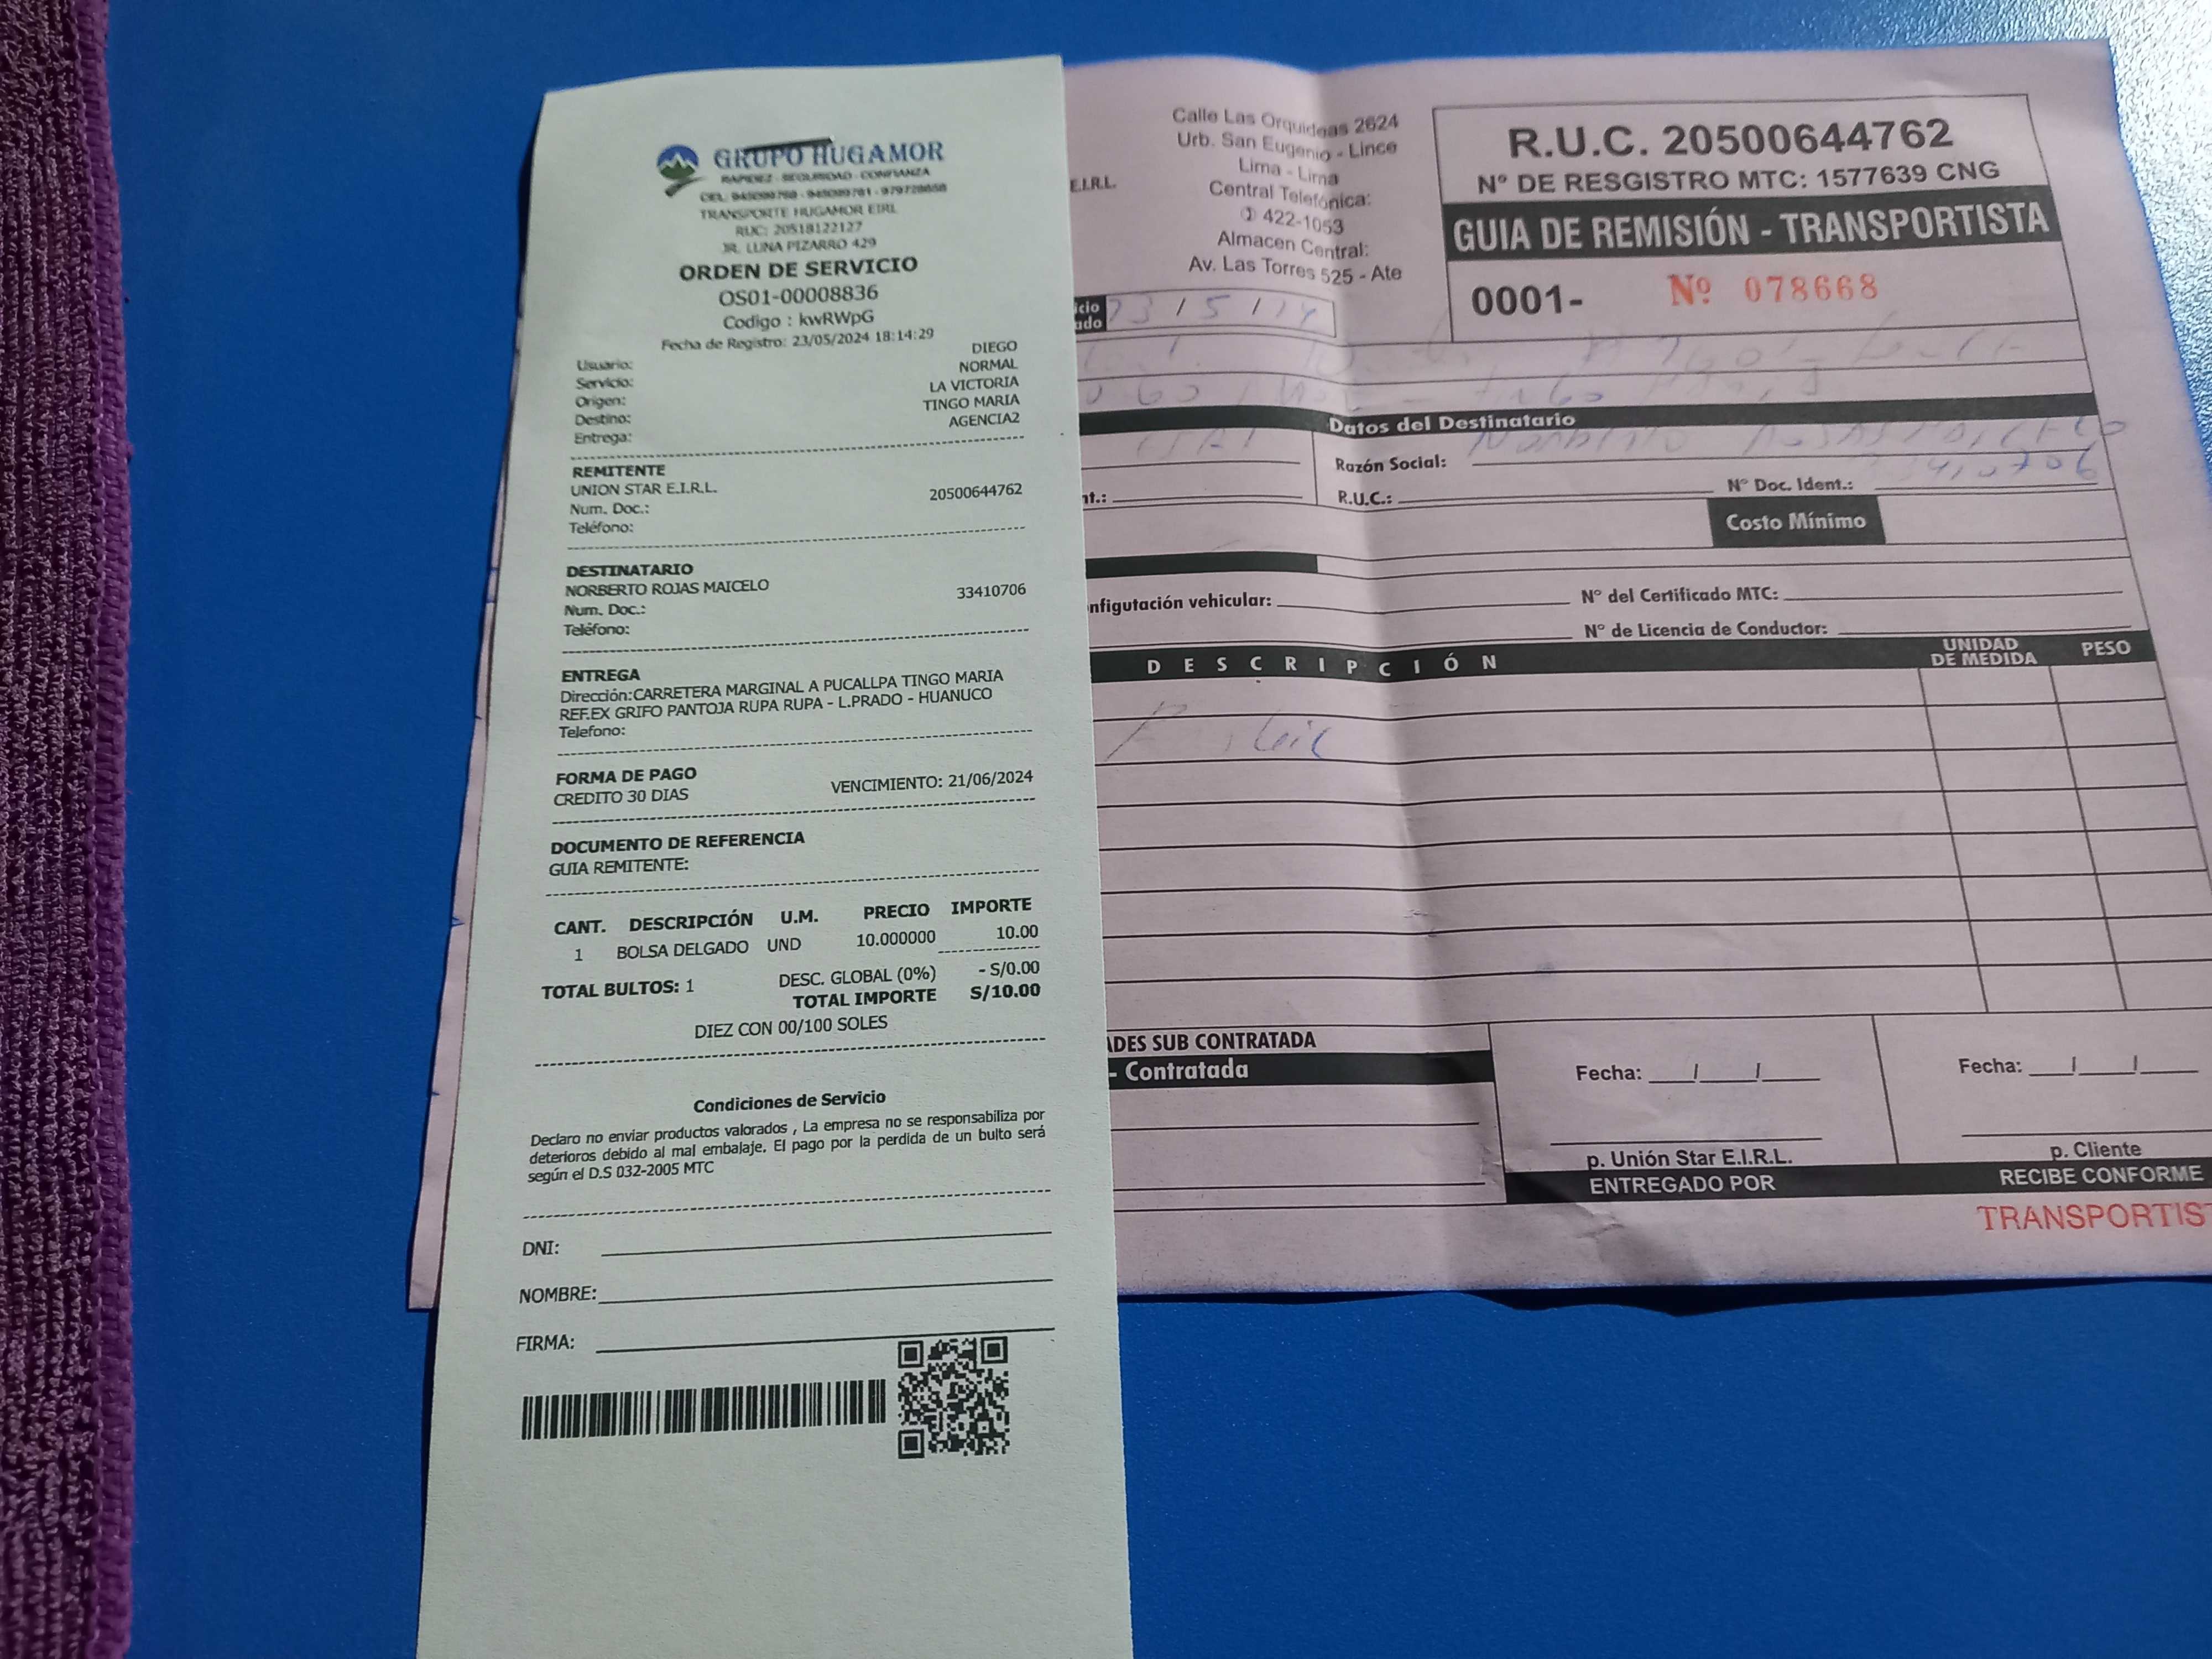 GRUPO HUGAMOR
RAPIDEZ - SEGURIDAD - CONFIANZA
TRANSPORTE HUGAMOR EIRL
RUC: 20518122127
JR. LUNA PIZARRO 429
ORDEN DE SERVICIO
OS01-00008836
Codigo : kwRWpG
Fecha de Registro: 23/05/2024 18:14:29
Usuario: DIEGO
Servicio: NORMAL
Origen: LA VICTORIA
Destino: TINGO MARIA
Entrega: AGENCIA2
REMITENTE
UNION STAR E.I.R.L.
Num. Doc.: 20500644762
Teléfono:
DESTINATARIO
NORBERTO ROJAS MAICELO
Num. Doc.: 33410706
Teléfono:
ENTREGA
Dirección:CARRETERA MARGINAL A PUCALLPA TINGO MARIA
REF.EX GRIFO PANTOJA RUPA RUPA - L.PRADO - HUANUCO
Telefono:
FORMA DE PAGO
CREDITO 30 DIAS VENCIMIENTO: 21/06/2024
DOCUMENTO DE REFERENCIA
GUIA REMITENTE:
CANT. DESCRIPCIÓN U.M. PRECIO IMPORTE
1 BOLSA DELGADO UND 10.000000 10.00
TOTAL BULTOS: 1 DESC. GLOBAL (0%) - S/0.00
TOTAL IMPORTE S/10.00
DIEZ CON 00/100 SOLES
Condiciones de Servicio
Declaro no enviar productos valorados , La empresa no se responsabiliza por
deterioros debido al mal embalaje. El pago por la perdida de un bulto será
según el D.S 032-2005 MTC
DNI:
NOMBRE:
FIRMA:
E.I.R.L.
Calle Las Orquideas 2624
Urb. San Eugenio - Lince
Lima - Lima
Central Telefónica:
422-1053
Almacen Central:
Av. Las Torres 525 - Ate
R.U.C. 20500644762
N° DE RESGISTRO MTC: 1577639 CNG
GUIA DE REMISIÓN - TRANSPORTISTA
0001- Nº 078668
Datos del Destinatario
Razón Social:
R.U.C.: N° Doc. Ident.:
Costo Mínimo
nfigutación vehicular: N° del Certificado MTC:
N° de Licencia de Conductor:
DESCRIPCIÓN UNIDAD DE MEDIDA PESO
ADES SUB CONTRATADA
- Contratada
Fecha: / / Fecha: / /
p. Unión Star E.I.R.L. p. Cliente
ENTREGADO POR RECIBE CONFORME
TRANSPORTIS